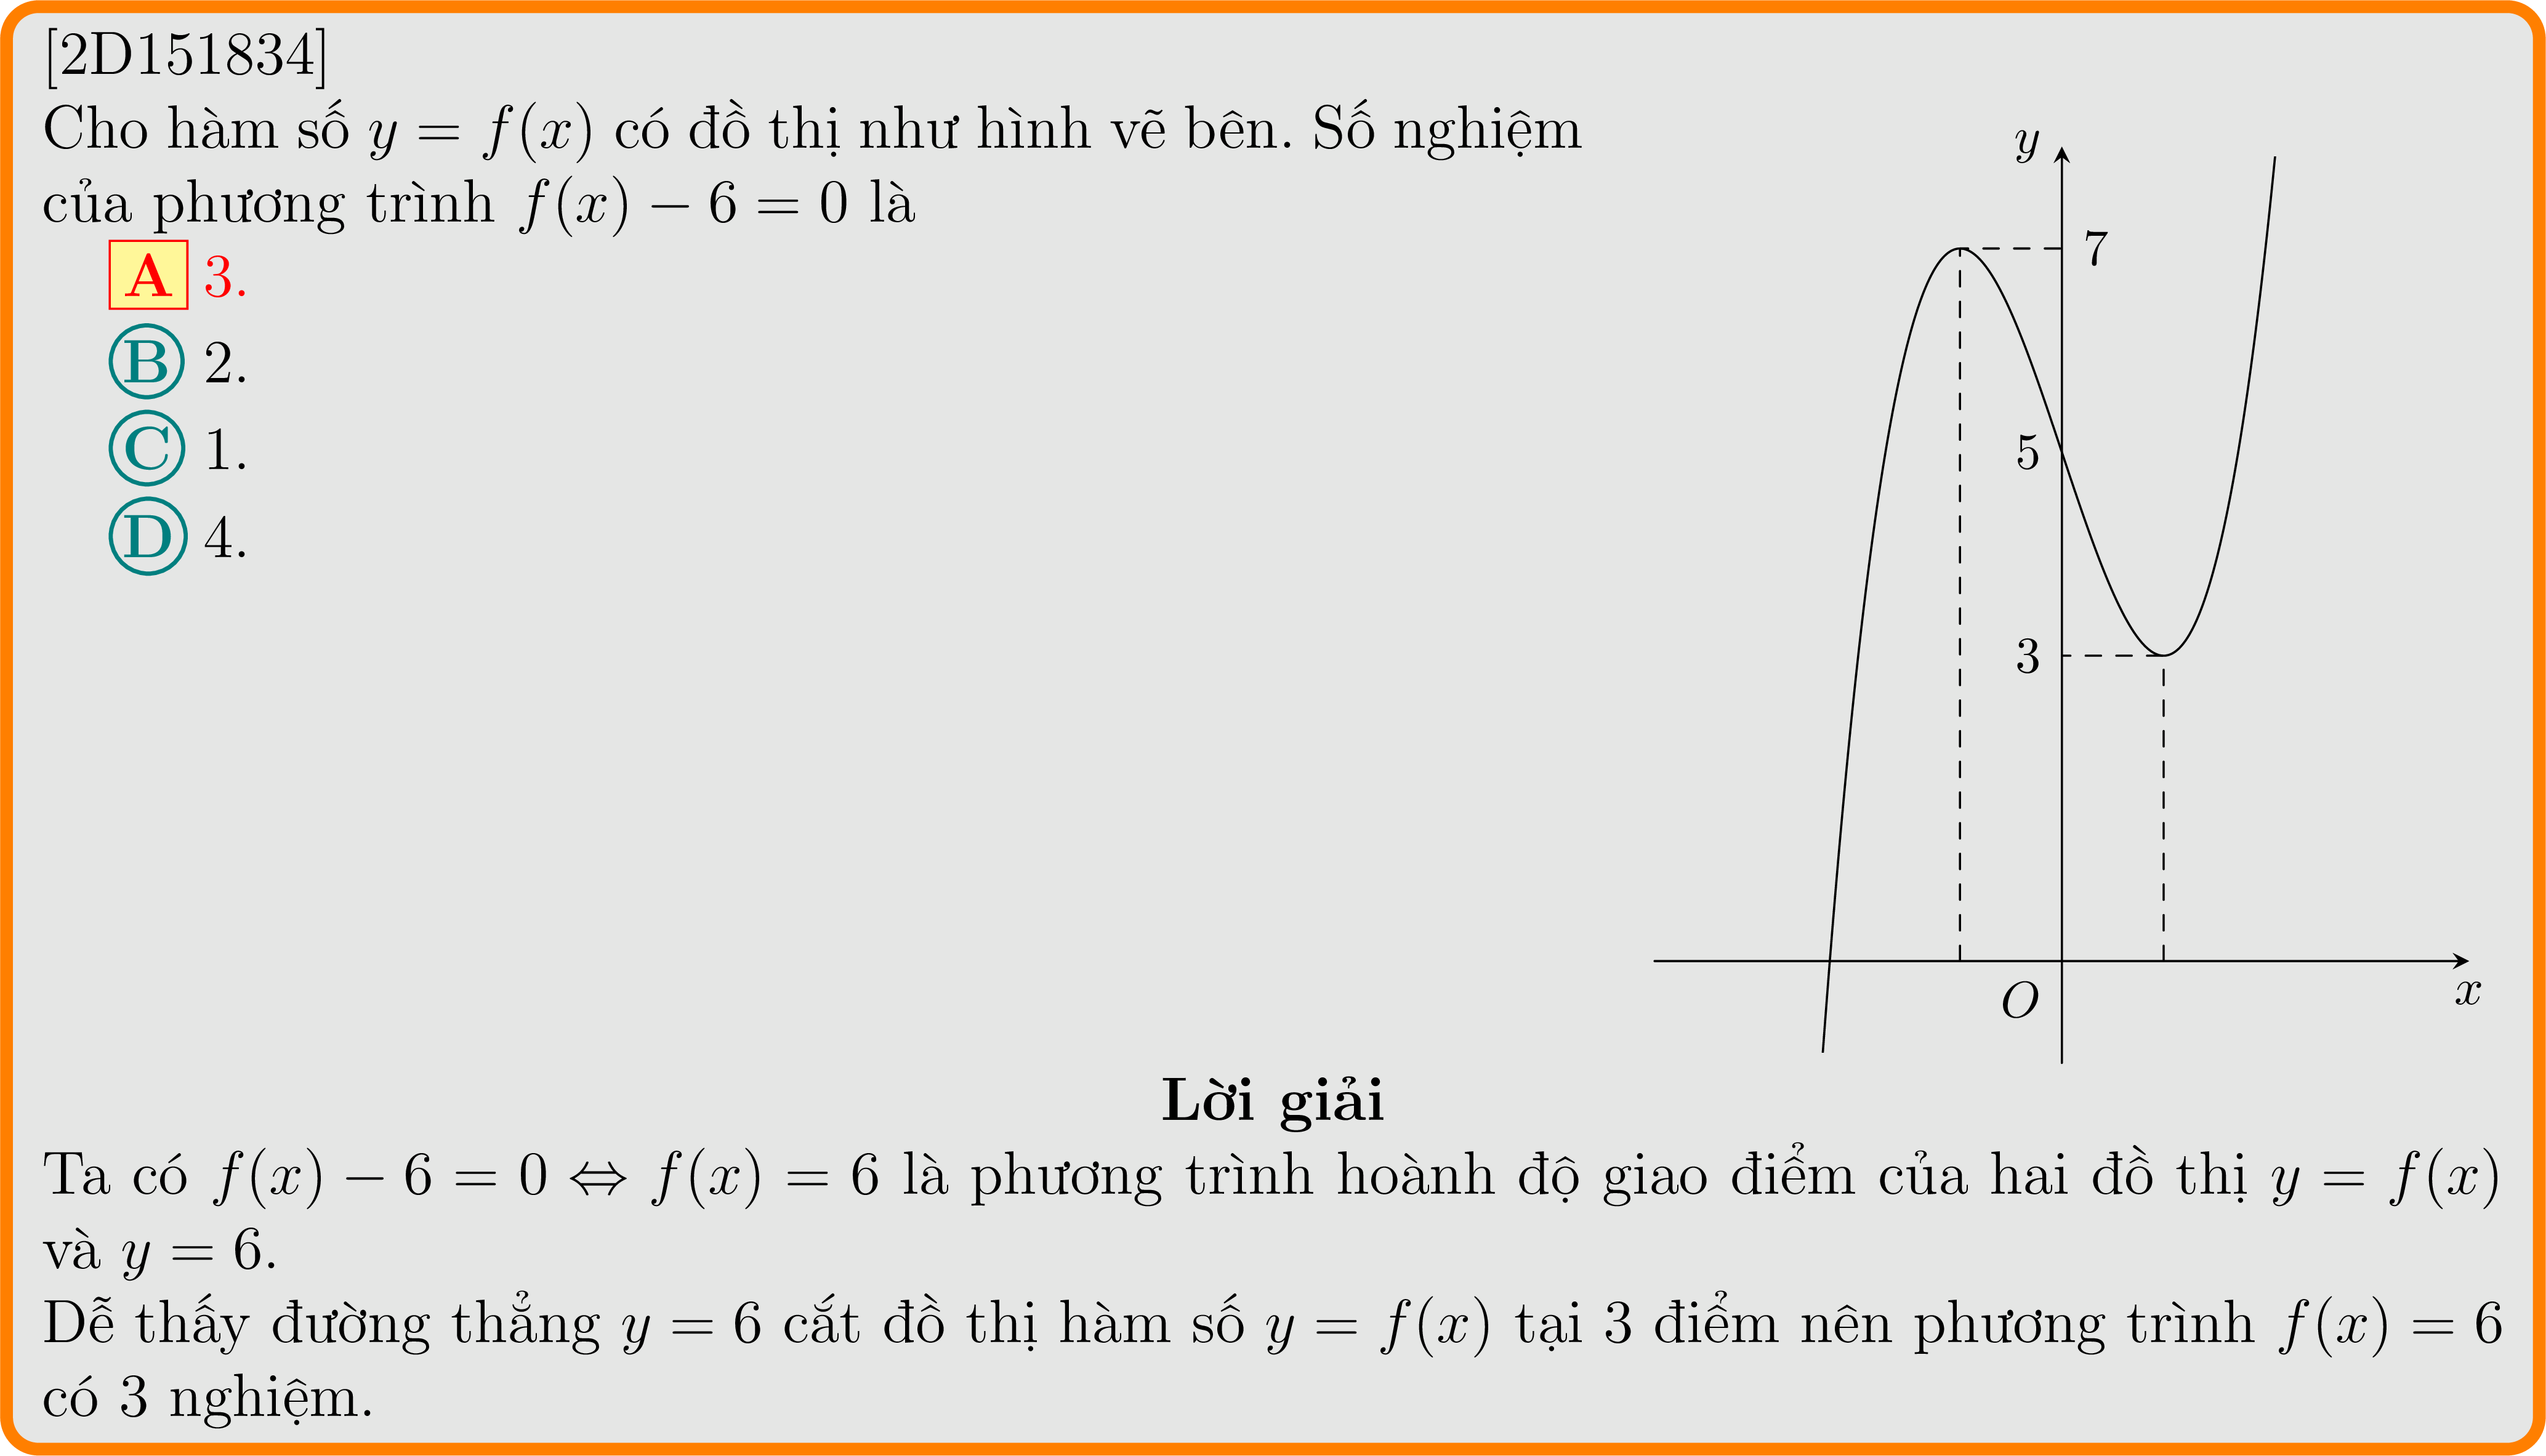 [2D151834]
Cho hàm số y = f(x) có đồ thị như hình vẽ bên. Số nghiệm
của phương trình f(x) − 6 = 0 là
A 3.
B 2.
C 1.
D 4.
y
7
5
3
O
x
Lời giải
Ta có f(x) − 6 = 0 ⇔ f(x) = 6 là phương trình hoành độ giao điểm của hai đồ thị y = f(x)
và y = 6.
Dễ thấy đường thẳng y = 6 cắt đồ thị hàm số y = f(x) tại 3 điểm nên phương trình f(x) = 6
có 3 nghiệm.